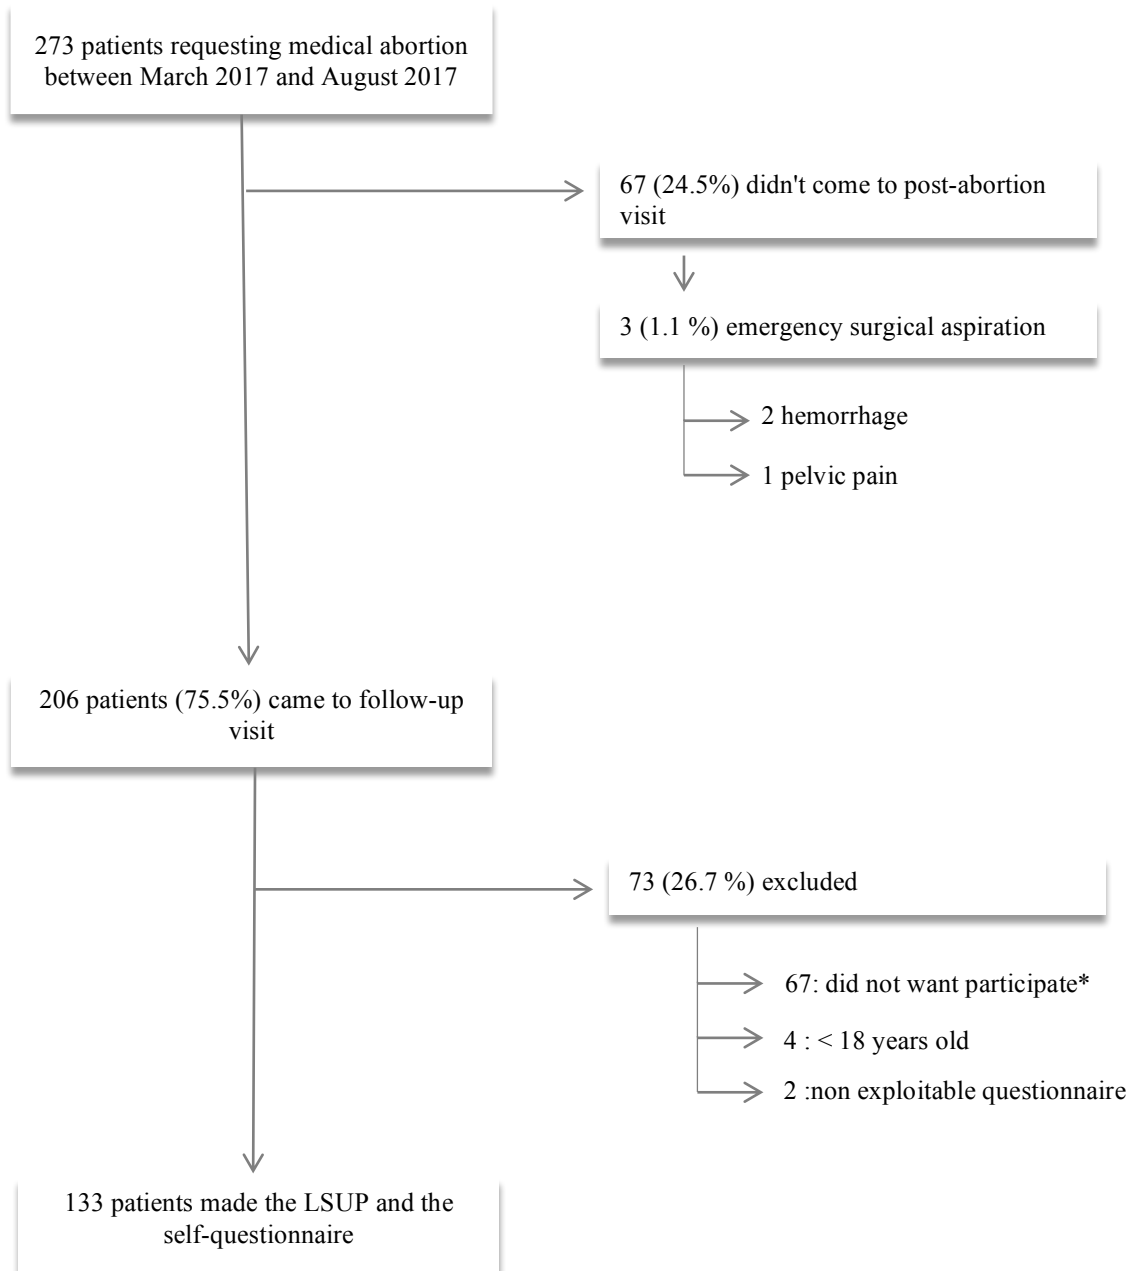 273 patients requesting medical abortion
between March 2017 and August 2017
67 (24.5%) didn't come to post-abortion
visit
3 (1.1 %) emergency surgical aspiration
2 hemorrhage
1 pelvic pain
206 patients (75.5%) came to follow-up
visit
73 (26.7 %) excluded
67: did not want participate*
4 : < 18 years old
2 :non exploitable questionnaire
133 patients made the LSUP and the
self-questionnaire